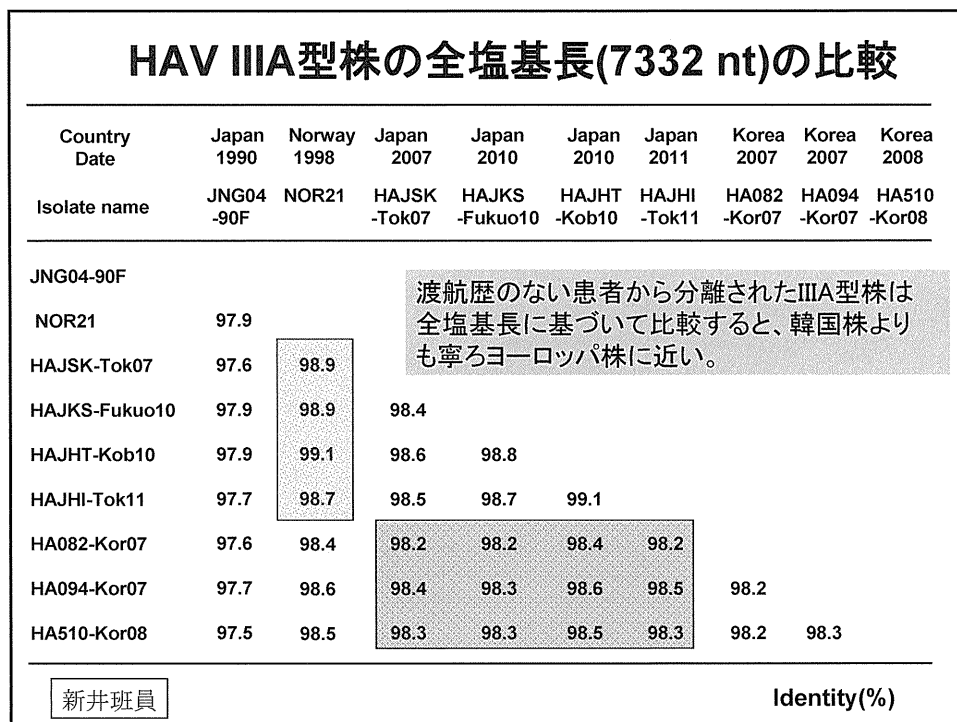 HAV IIIA型株の全塩基長(7332 nt)の比較
Country Date Japan 1990 Norway 1998 Japan 2007 Japan 2010 Japan 2010 Japan 2011 Korea 2007 Korea 2007 Korea 2008
Isolate name JNG04-90F NOR21 HAJSK-Tok07 HAJKS-Fukuo10 HAJHT-Kob10 HAJHI-Tok11 HA082-Kor07 HA094-Kor07 HA510-Kor08
JNG04-90F
渡航歴のない患者から分離されたIIIA型株は
全塩基長に基づいて比較すると、韓国株より
も寧ろヨーロッパ株に近い。
NOR21 97.9
HAJSK-Tok07 97.6 98.9
HAJKS-Fukuo10 97.9 98.9 98.4
HAJHT-Kob10 97.9 99.1 98.6 98.8
HAJHI-Tok11 97.7 98.7 98.5 98.7 99.1
HA082-Kor07 97.6 98.4 98.2 98.2 98.4 98.2
HA094-Kor07 97.7 98.6 98.4 98.3 98.6 98.5 98.2
HA510-Kor08 97.5 98.5 98.3 98.3 98.5 98.3 98.2 98.3
新井班員 Identity(%)